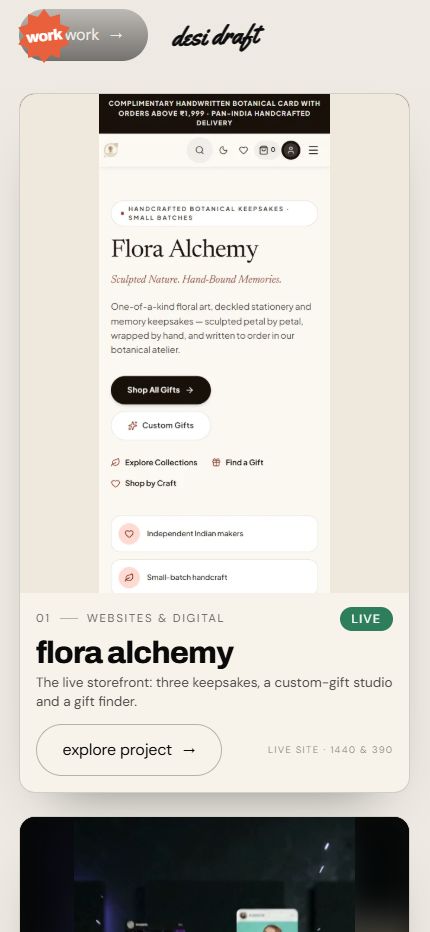 work
work →
desi draft
COMPLIMENTARY HANDWRITTEN BOTANICAL CARD WITH
ORDERS ABOVE ₹1,999 · PAN-INDIA HANDCRAFTED
DELIVERY
0
HANDCRAFTED BOTANICAL KEEPSAKES ·
SMALL BATCHES
Flora Alchemy
Sculpted Nature. Hand-Bound Memories.
One-of-a-kind floral art, deckled stationery and
memory keepsakes — sculpted petal by petal,
wrapped by hand, and written to order in our
botanical atelier.
Shop All Gifts →
Custom Gifts
Explore Collections Find a Gift
Shop by Craft
Independent Indian makers
Small-batch handcraft
01 — WEBSITES & DIGITAL LIVE
flora alchemy
The live storefront: three keepsakes, a custom-gift studio
and a gift finder.
explore project → LIVE SITE · 1440 & 390